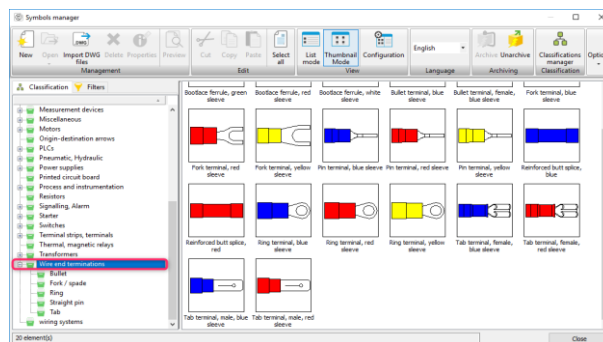 Symbols manager
New Open Import DWG files Delete Properties Preview Cut Copy Paste Select all List mode Thumbnail Mode Configuration English Archive Unarchive Classifications manager Optio
Management Edit View Language Archiving Classification
Classification Filters
Measurement devices
Miscellaneous
Motors
Origin-destination arrows
PLCs
Pneumatic, Hydraulic
Power supplies
Printed circuit board
Process and instrumentation
Resistors
Signalling, Alarm
Starter
Switches
Terminal strips, terminals
Thermal, magnetic relays
Transformers
Wire end terminations
Bullet
Fork / spade
Ring
Straight pin
Tab
wiring systems
Bootlace ferrule, green sleeve
Bootlace ferrule, red sleeve
Bootlace ferrule, white sleeve
Bullet terminal, blue sleeve
Bullet terminal, female, blue sleeve
Fork terminal, blue sleeve
Fork terminal, red sleeve
Fork terminal, yellow sleeve
Pin terminal, blue sleeve
Pin terminal, red sleeve
Pin terminal, yellow sleeve
Reinforced butt splice, blue
Reinforced butt splice, red
Ring terminal, blue sleeve
Ring terminal, red sleeve
Ring terminal, yellow sleeve
Tab terminal, female, blue sleeve
Tab terminal, female, red sleeve
Tab terminal, male, blue sleeve
Tab terminal, male, red sleeve
20 element(s)
Close